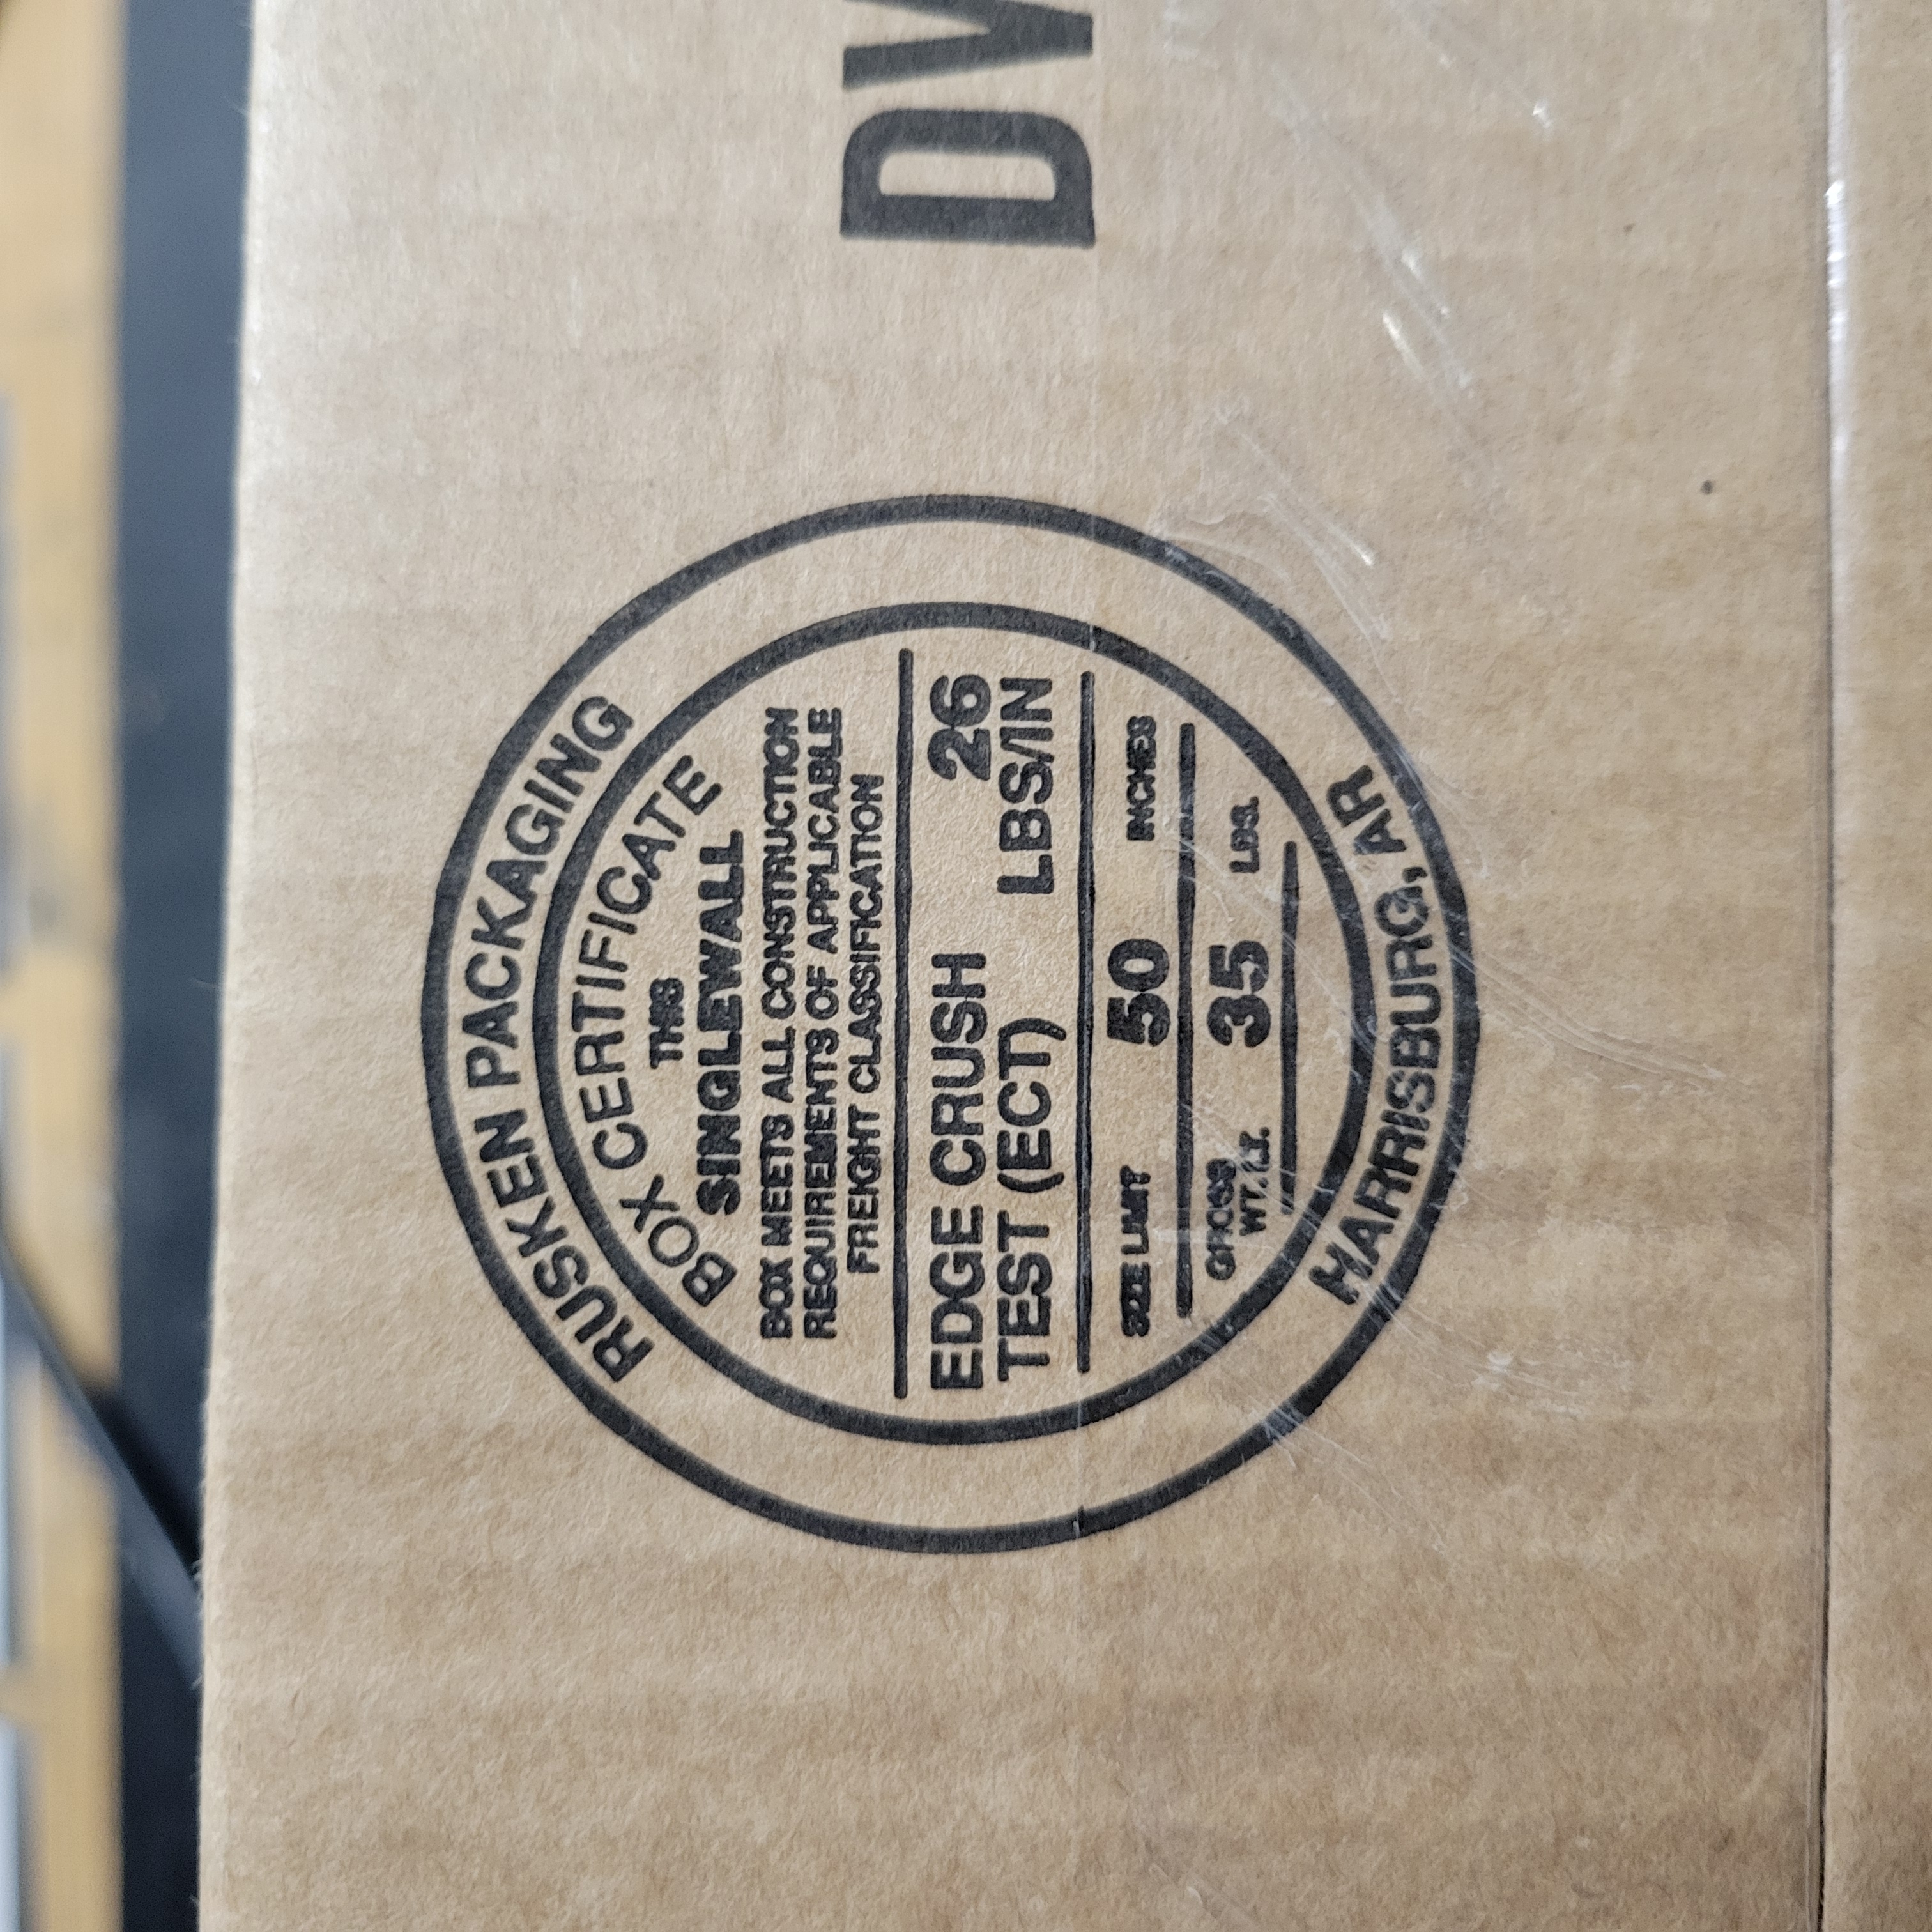 RUSKEN PACKAGING
BOX CERTIFICATE
THIS
SINGLEWALL
BOX MEETS ALL CONSTRUCTION
REQUIREMENTS OF APPLICABLE
FREIGHT CLASSIFICATION
EDGE CRUSH 26
TEST (ECT) LBS/IN
SIZE LIMIT 50 INCHES
GROSS 35 LBS.
WT. LT.
HARRISBURG, AR